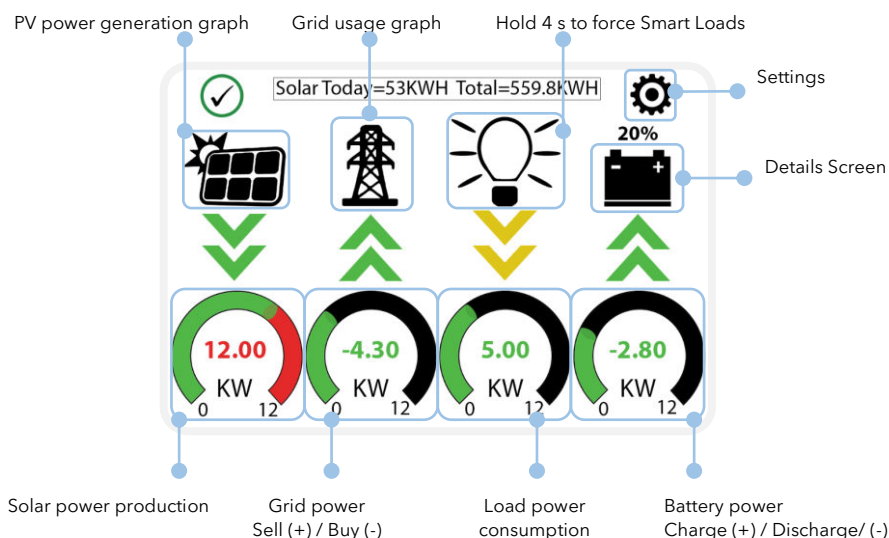 PV power generation graph
Grid usage graph
Hold 4 s to force Smart Loads
Settings
Solar Today=53KWH Total=559.8KWH
20%
- +
Details Screen
12.00
KW
0 12
-4.30
KW
0 12
5.00
KW
0 12
-2.80
KW
0 12
Solar power production
Grid power
Sell (+) / Buy (-)
Load power
consumption
Battery power
Charge (+) / Discharge/ (-)